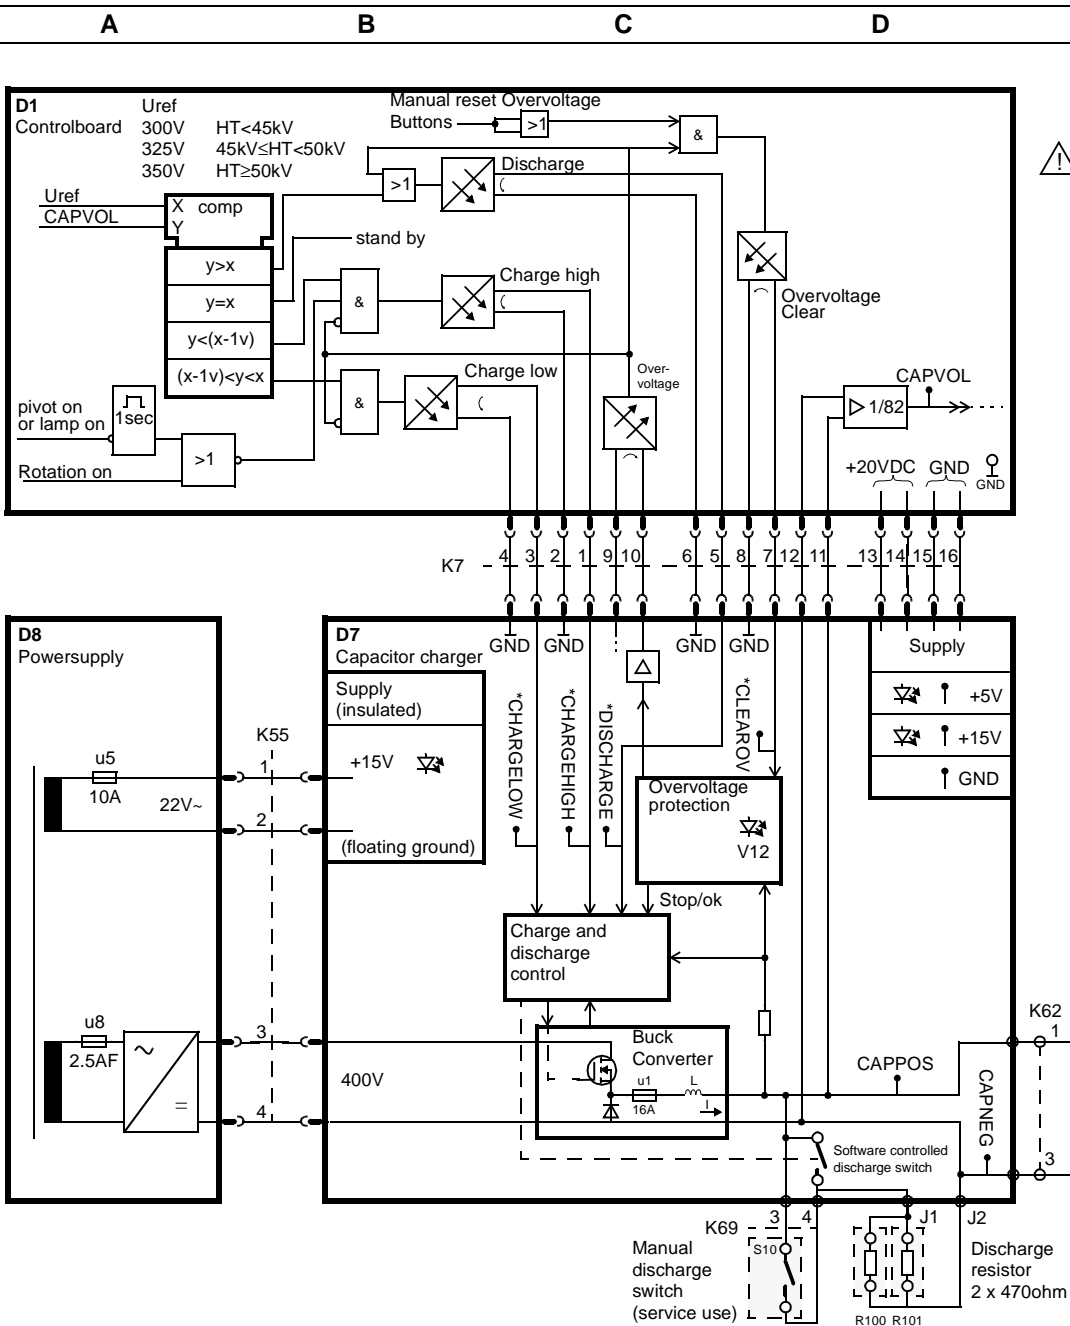 A B C D
D1
Controlboard
Uref
300V HT<45kV
325V 45kV≤HT<50kV
350V HT≥50kV
Manual reset Overvoltage
Buttons
>1
&
Discharge
>1
Uref
CAPVOL
X comp
Y
stand by
y>x
y=x
y<(x-1v)
(x-1v)<y<x
&
Charge high
Overvoltage
Clear
&
Charge low
Over-
voltage
CAPVOL
1/82
pivot on
or lamp on
1sec
>1
Rotation on
+20VDC GND
GND
K7
4 3 2 1 9 10 6 5 8 7 12 11 13 14 15 16
D8
Powersupply
D7
Capacitor charger
GND GND GND GND
Supply
+5V
+15V
GND
Supply
(insulated)
+15V
(floating ground)
*CHARGELOW
*CHARGEHIGH
*DISCHARGE
*CLEAROV
K55
u5
10A
22V~
1
2
Overvoltage
protection
V12
Stop/ok
Charge and
discharge
control
u8
2.5AF
~
=
3
4
400V
Buck
Converter
u1
16A
L
I
CAPPOS
CAPNEG
K62
1
3
Software controlled
discharge switch
K69
3 4
J1 J2
Manual
discharge
switch
(service use)
S10
Discharge
resistor
2 x 470ohm
R100 R101